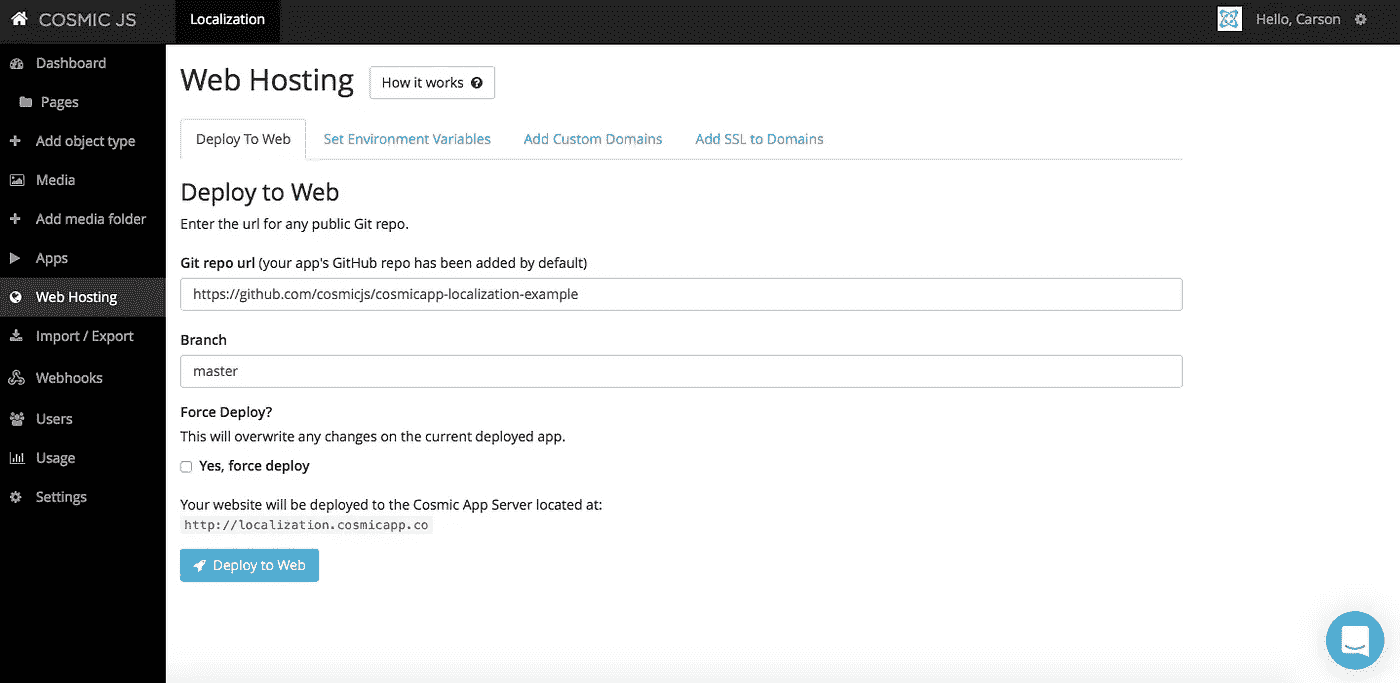 COSMIC JS
Localization
Hello, Carson
Dashboard
Pages
Add object type
Media
Add media folder
Apps
Web Hosting
Import / Export
Webhooks
Users
Usage
Settings
Web Hosting
How it works
Deploy To Web
Set Environment Variables
Add Custom Domains
Add SSL to Domains
Deploy to Web
Enter the url for any public Git repo.
Git repo url (your app's GitHub repo has been added by default)
https://github.com/cosmicjs/cosmicapp-localization-example
Branch
master
Force Deploy?
This will overwrite any changes on the current deployed app.
Yes, force deploy
Your website will be deployed to the Cosmic App Server located at:
http://localization.cosmicapp.co
Deploy to Web